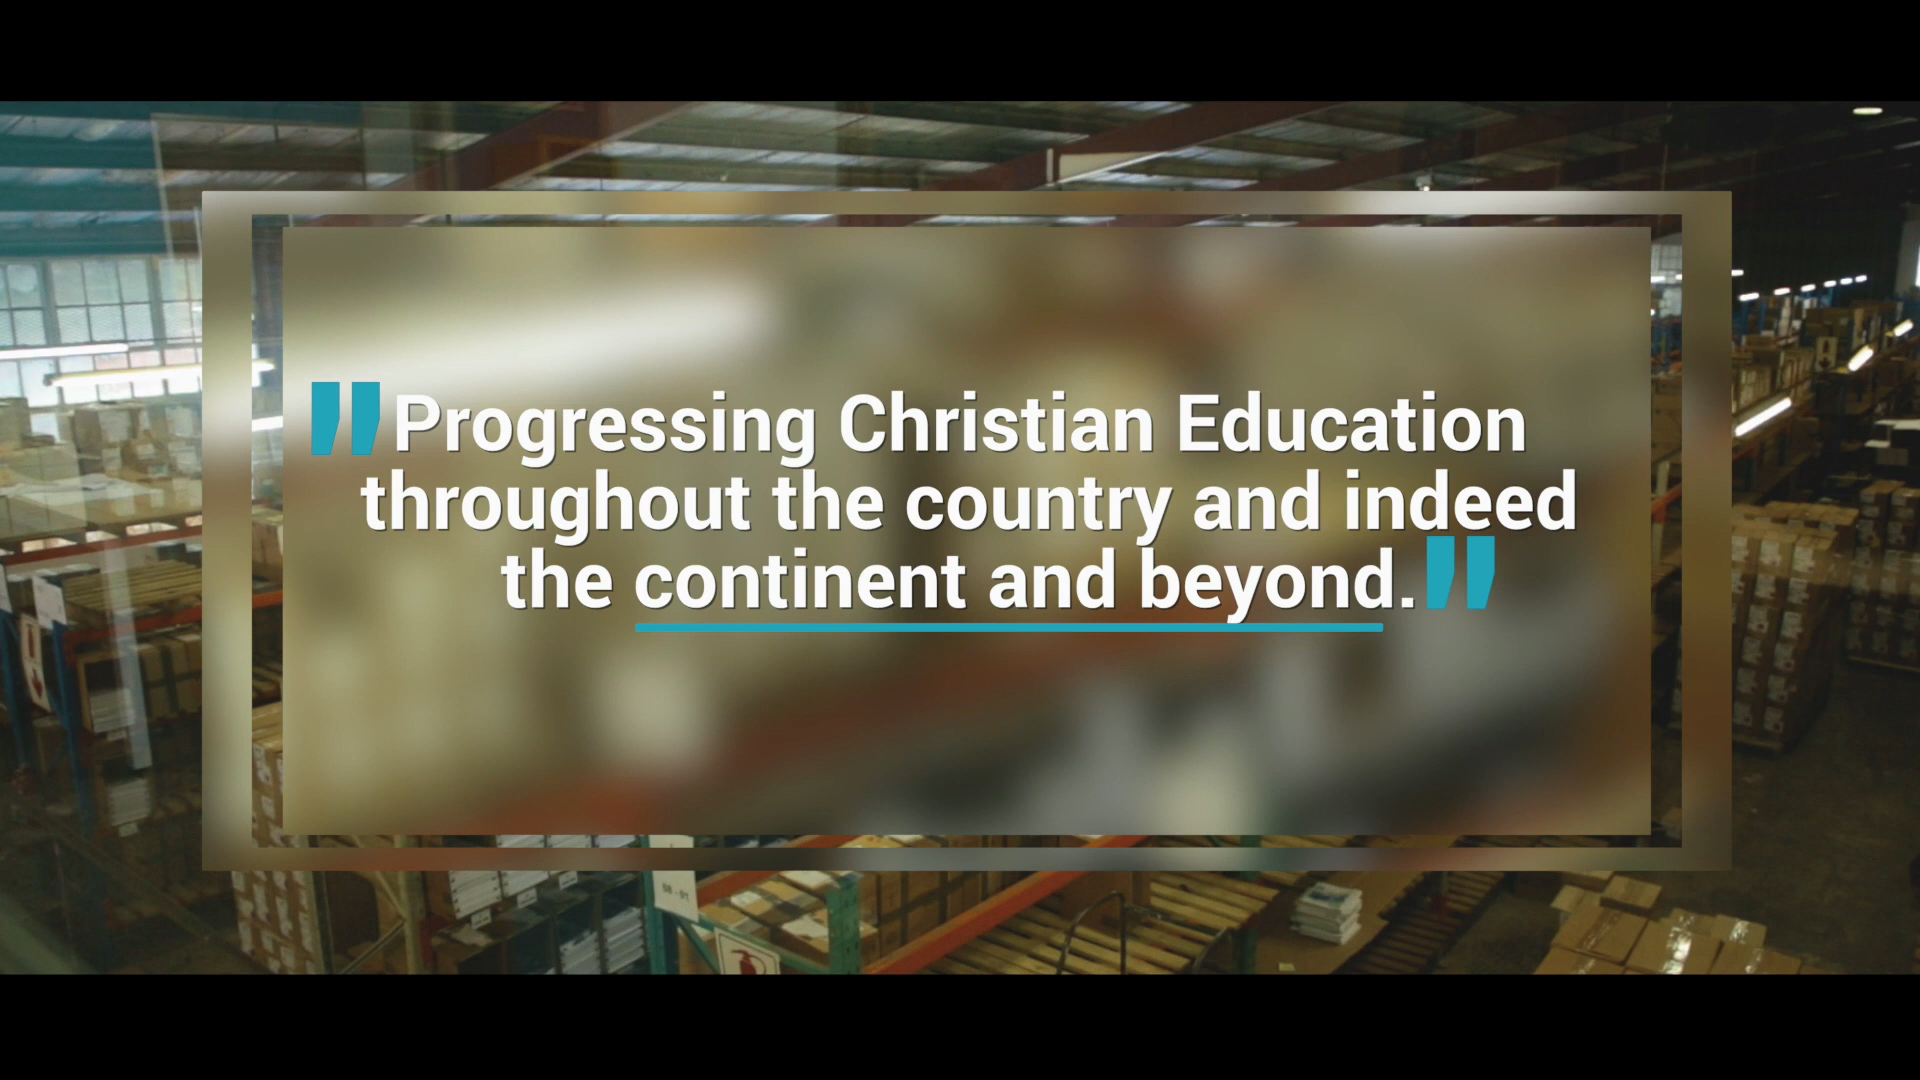 "Progressing Christian Education
throughout the country and indeed
the continent and beyond."